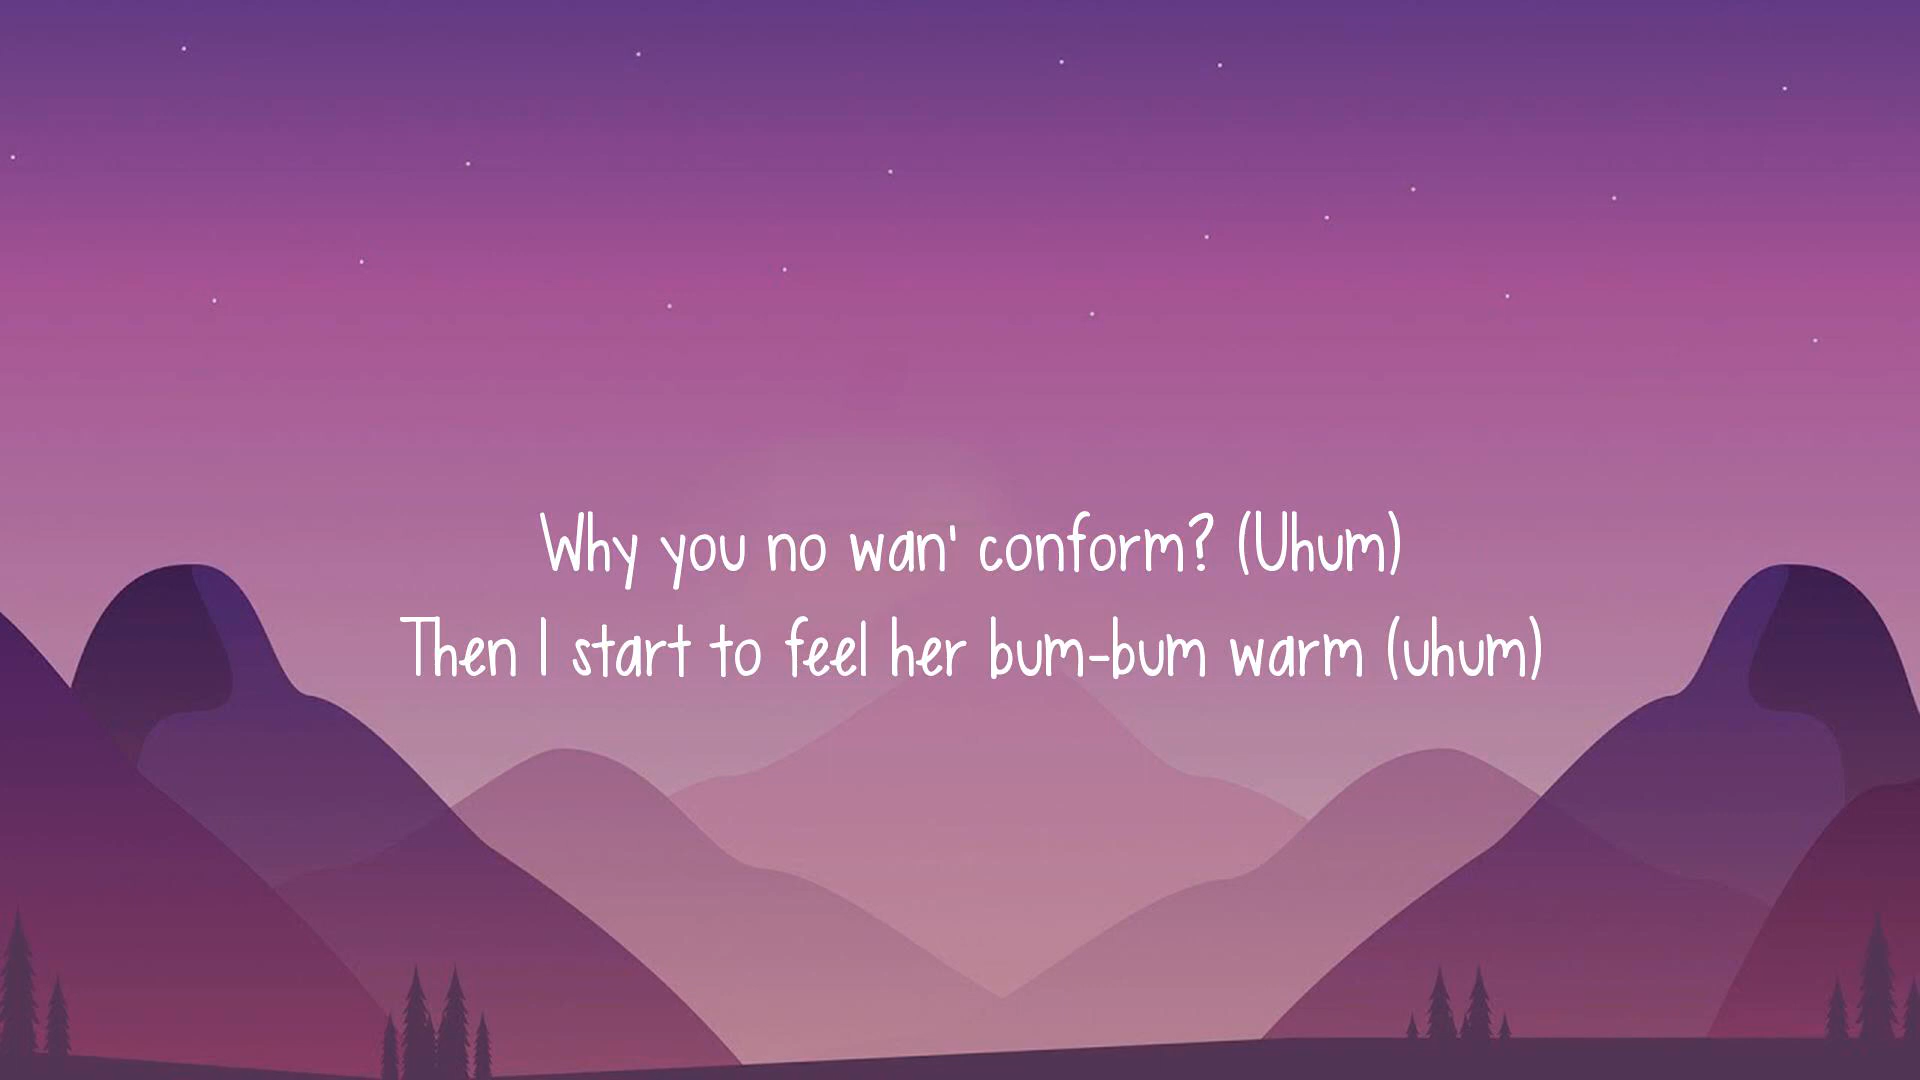 Why you no wan' conform? (Uhum)
Then I start to feel her bum-bum warm (uhum)